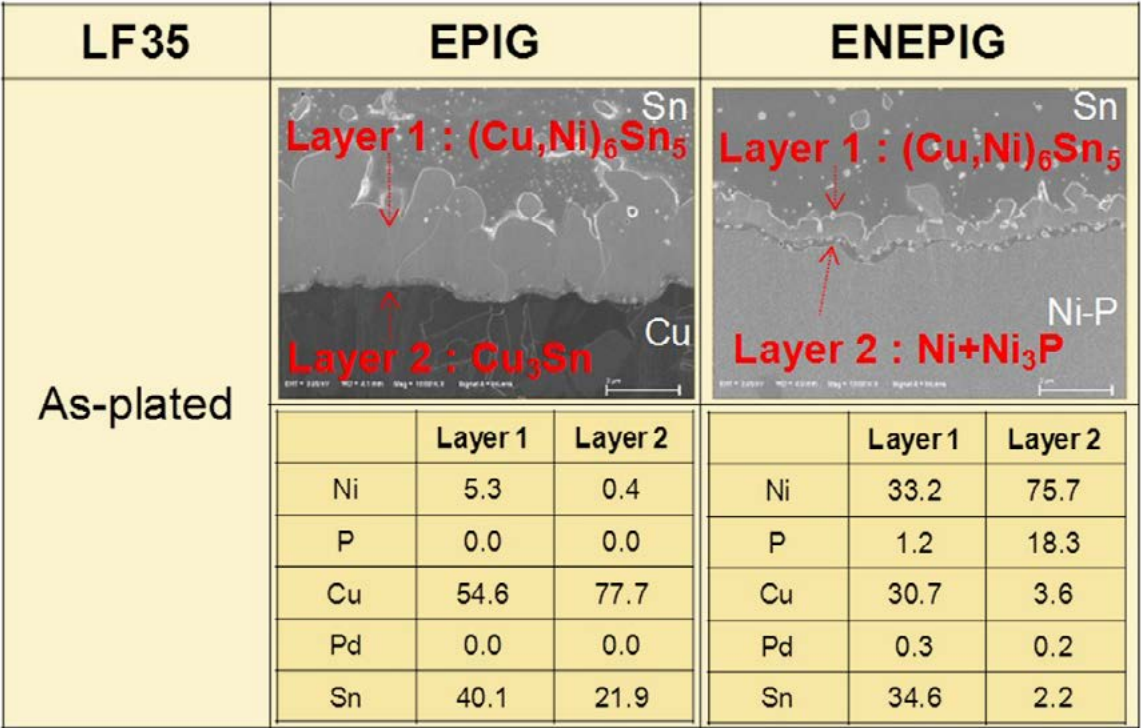 LF35 EPIG ENEPIG
As-plated
Sn
Layer 1 : (Cu,Ni)₆Sn₅
Cu
Layer 2 : Cu₃Sn
Sn
Layer 1 : (Cu,Ni)₆Sn₅
Ni-P
Layer 2 : Ni+Ni₃P
Layer 1 Layer 2
Ni 5.3 0.4
P 0.0 0.0
Cu 54.6 77.7
Pd 0.0 0.0
Sn 40.1 21.9
Layer 1 Layer 2
Ni 33.2 75.7
P 1.2 18.3
Cu 30.7 3.6
Pd 0.3 0.2
Sn 34.6 2.2